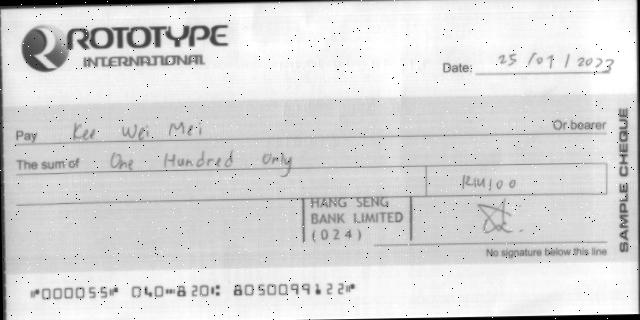 ROTOTYPE
INTERNATIONAL
Date: 25/07/2023
Pay Kee Wei Mei Or bearer
The sum of One Hundred Only
RM100
HANG SENG
BANK LIMITED
(024)
No signature below this line
SAMPLE CHEQUE
⑈000055⑈ 040⑉820⑆ 8050099122⑈